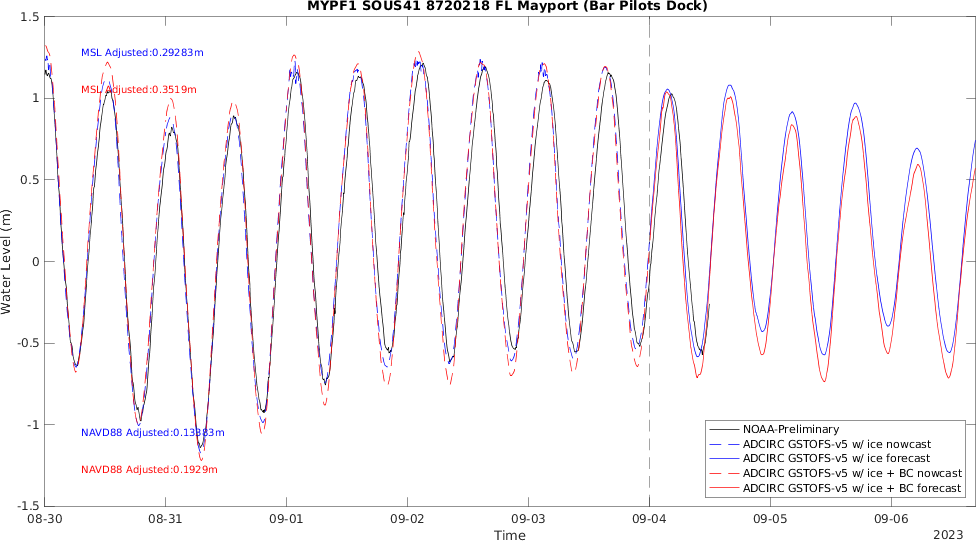 MYPF1 SOUS41 8720218 FL Mayport (Bar Pilots Dock)
1.5
MSL Adjusted:0.29283m
MSL Adjusted:0.3519m
1
0.5
0
-0.5
-1
-1.5
Water Level (m)
NAVD88 Adjusted:0.13383m
NAVD88 Adjusted:0.1929m
NOAA-Preliminary
ADCIRC GSTOFS-v5 w/ ice nowcast
ADCIRC GSTOFS-v5 w/ ice forecast
ADCIRC GSTOFS-v5 w/ ice + BC nowcast
ADCIRC GSTOFS-v5 w/ ice + BC forecast
08-30 08-31 09-01 09-02 09-03 09-04 09-05 09-06
Time
2023